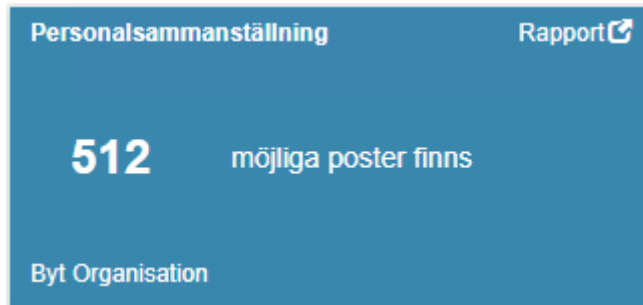 Personalsammanställning Rapport
512 möjliga poster finns
Byt Organisation